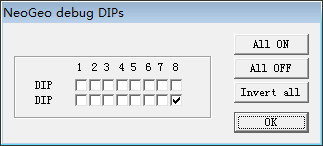 NeoGeo debug DIPs
1 2 3 4 5 6 7 8
DIP
DIP
All ON
All OFF
Invert all
OK